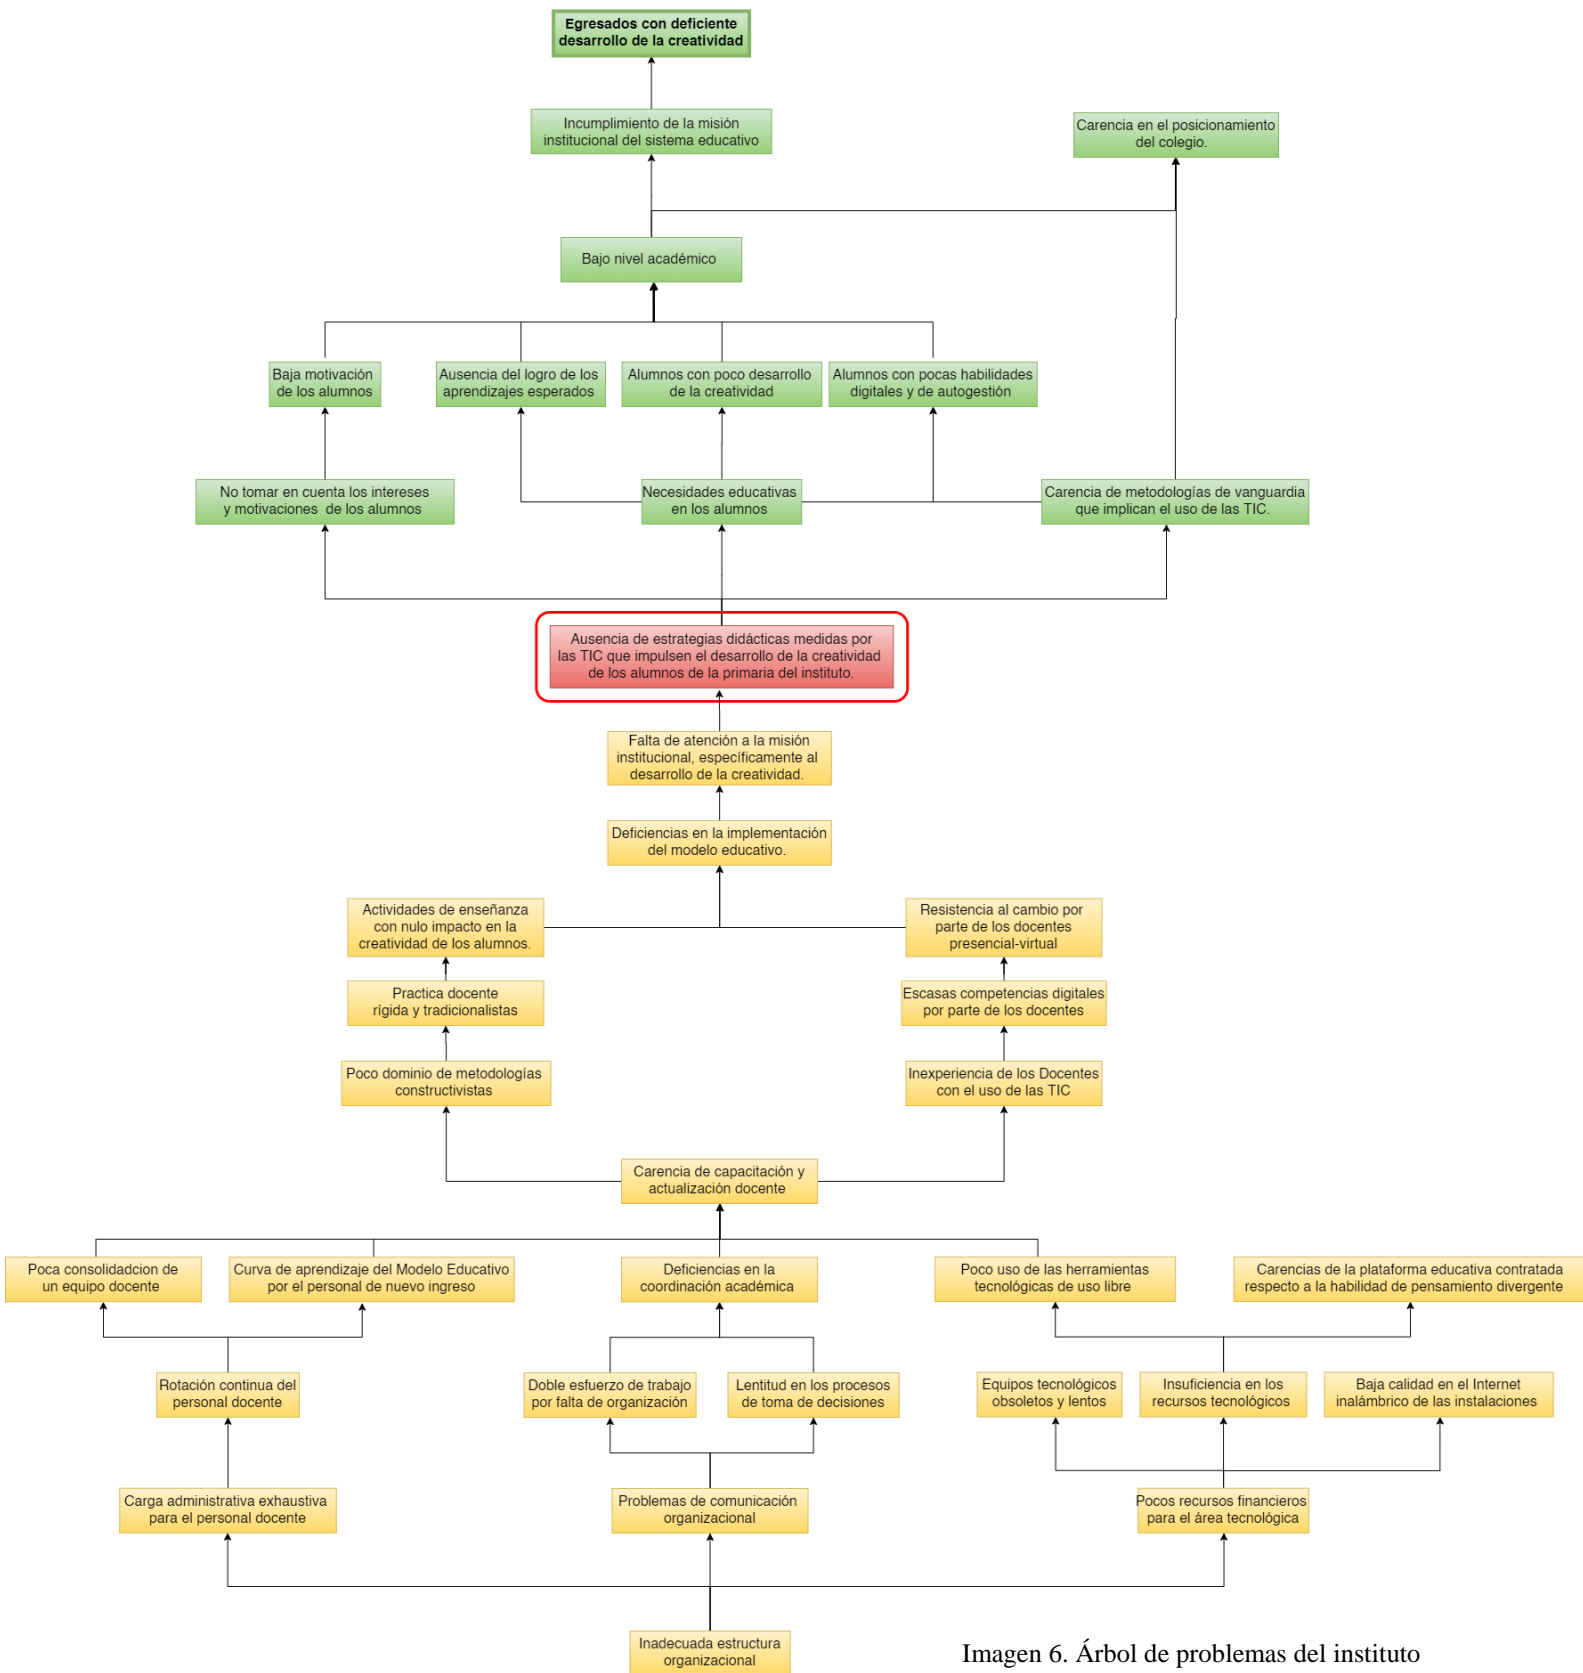 Egresados con deficiente
desarrollo de la creatividad
Incumplimiento de la misión
institucional del sistema educativo
Carencia en el posicionamiento
del colegio.
Bajo nivel académico
Baja motivación
de los alumnos
Ausencia del logro de los
aprendizajes esperados
Alumnos con poco desarrollo
de la creatividad
Alumnos con pocas habilidades
digitales y de autogestión
No tomar en cuenta los intereses
y motivaciones de los alumnos
Necesidades educativas
en los alumnos
Carencia de metodologías de vanguardia
que implican el uso de las TIC.
Ausencia de estrategias didácticas medidas por
las TIC que impulsen el desarrollo de la creatividad
de los alumnos de la primaria del instituto.
Falta de atención a la misión
institucional, específicamente al
desarrollo de la creatividad.
Deficiencias en la implementación
del modelo educativo.
Actividades de enseñanza
con nulo impacto en la
creatividad de los alumnos.
Resistencia al cambio por
parte de los docentes
presencial-virtual
Practica docente
rígida y tradicionalistas
Escasas competencias digitales
por parte de los docentes
Poco dominio de metodologías
constructivistas
Inexperiencia de los Docentes
con el uso de las TIC
Carencia de capacitación y
actualización docente
Poca consolidadcion de
un equipo docente
Curva de aprendizaje del Modelo Educativo
por el personal de nuevo ingreso
Deficiencias en la
coordinación académica
Poco uso de las herramientas
tecnológicas de uso libre
Carencias de la plataforma educativa contratada
respecto a la habilidad de pensamiento divergente
Rotación continua del
personal docente
Doble esfuerzo de trabajo
por falta de organización
Lentitud en los procesos
de toma de decisiones
Equipos tecnológicos
obsoletos y lentos
Insuficiencia en los
recursos tecnológicos
Baja calidad en el Internet
inalámbrico de las instalaciones
Carga administrativa exhaustiva
para el personal docente
Problemas de comunicación
organizacional
Pocos recursos financieros
para el área tecnológica
Inadecuada estructura
organizacional
Imagen 6. Árbol de problemas del instituto